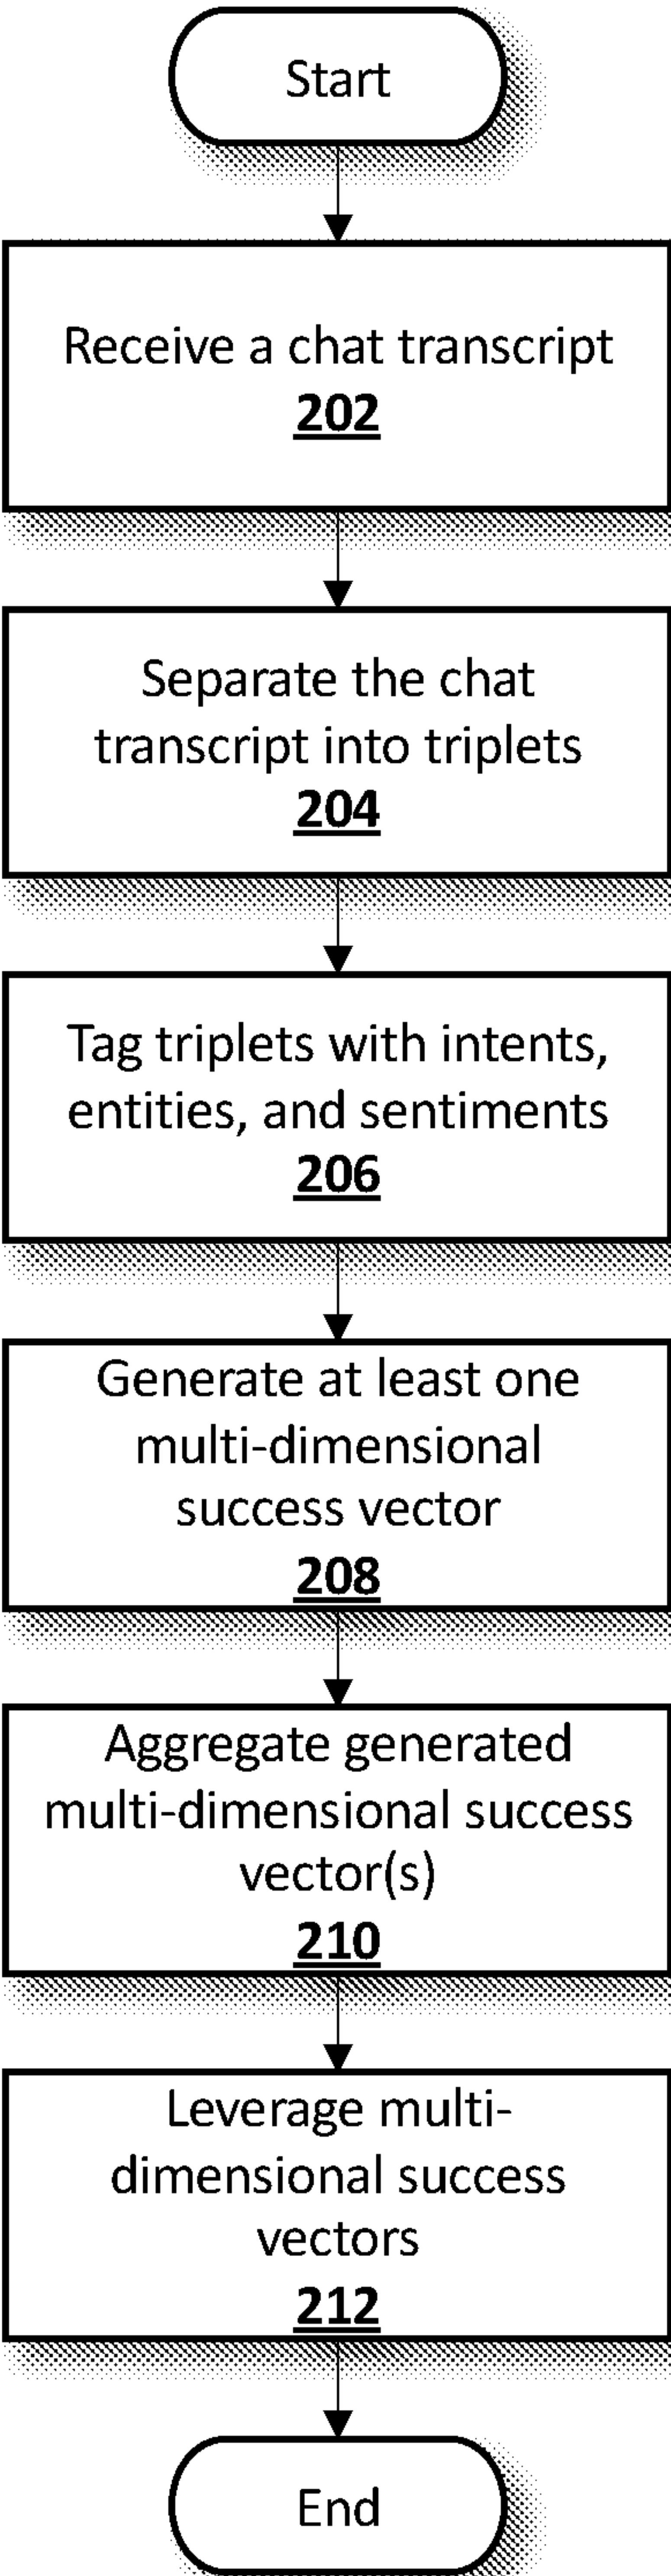 Start
Receive a chat transcript
202
Separate the chat
transcript into triplets
204
Tag triplets with intents,
entities, and sentiments
206
Generate at least one
multi-dimensional
success vector
208
Aggregate generated
multi-dimensional success
vector(s)
210
Leverage multi-
dimensional success
vectors
212
End